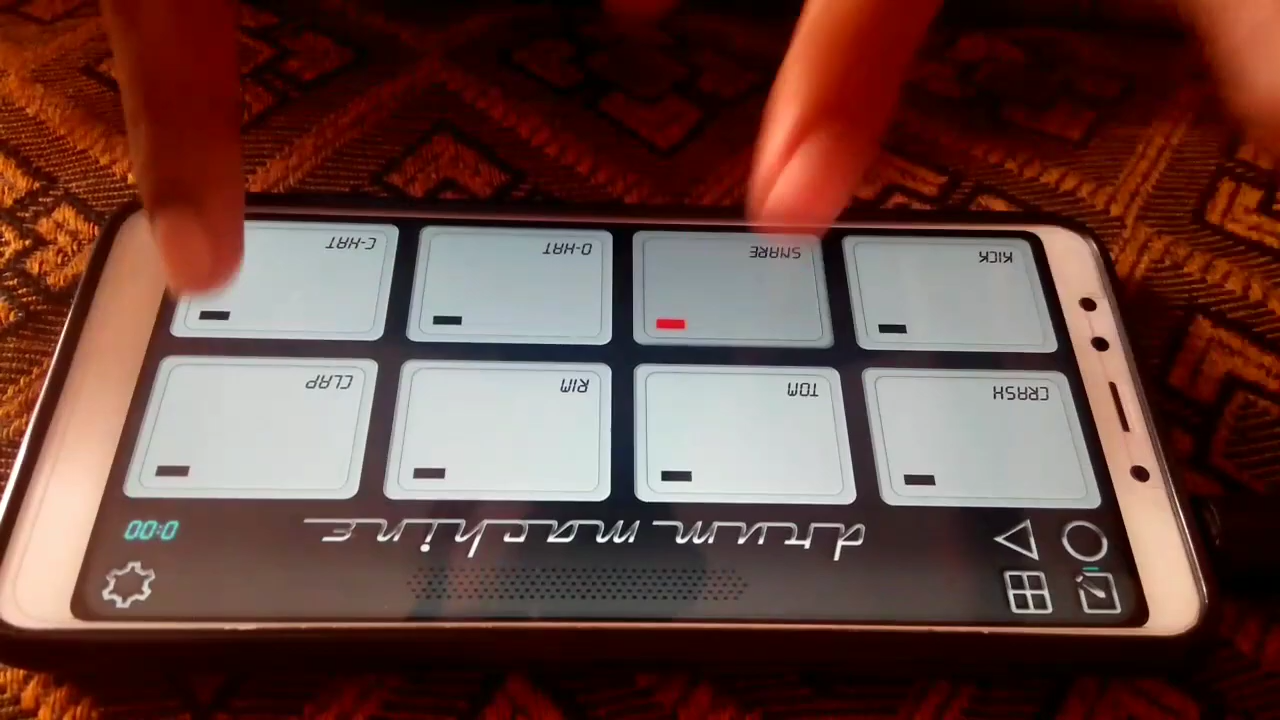 drum machine
0:00
CRASH
TOM
RIM
CLAP
KICK
SNARE
O-HAT
C-HAT